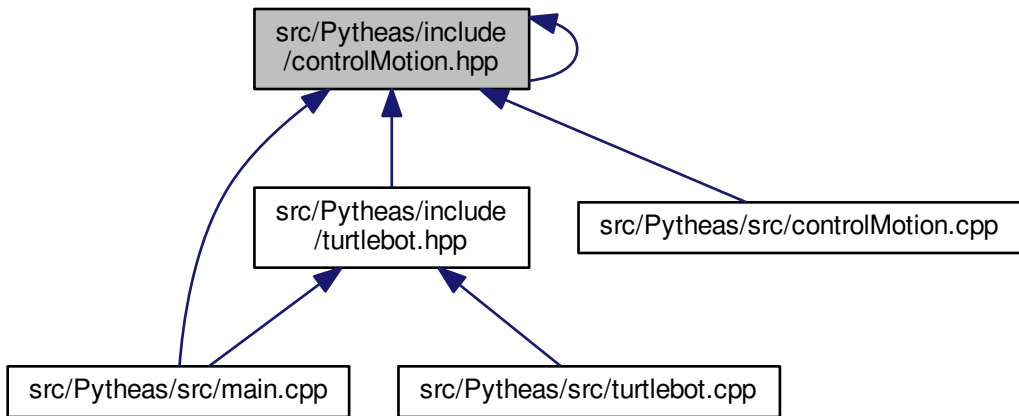 src/Pytheas/include
/controlMotion.hpp
src/Pytheas/include
/turtlebot.hpp
src/Pytheas/src/controlMotion.cpp
src/Pytheas/src/main.cpp
src/Pytheas/src/turtlebot.cpp